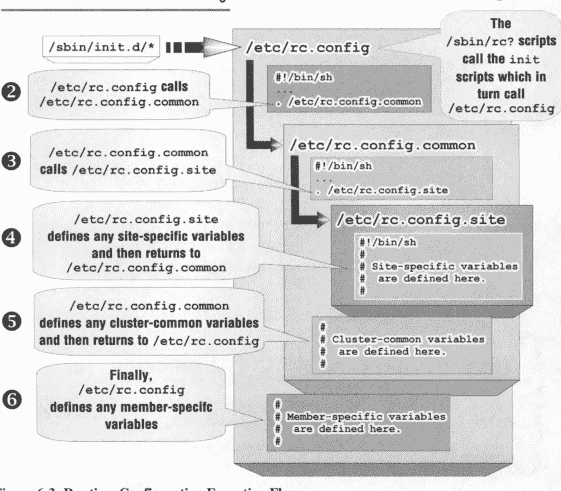 /sbin/init.d/*
/etc/rc.config
The
/sbin/rc? scripts
call the init
scripts which in
turn call
/etc/rc.config
#!/bin/sh
...
. /etc/rc.config.common
2
/etc/rc.config calls
/etc/rc.config.common
/etc/rc.config.common
#!/bin/sh
...
. /etc/rc.config.site
3
/etc/rc.config.common
calls /etc/rc.config.site
/etc/rc.config.site
#!/bin/sh
#
# Site-specific variables
# are defined here.
#
4
/etc/rc.config.site
defines any site-specific variables
and then returns to
/etc/rc.config.common
5
/etc/rc.config.common
defines any cluster-common variables
and then returns to /etc/rc.config
#
# Cluster-common variables
# are defined here.
#
6
Finally,
/etc/rc.config
defines any member-specifc
variables
#
# Member-specific variables
# are defined here.
#